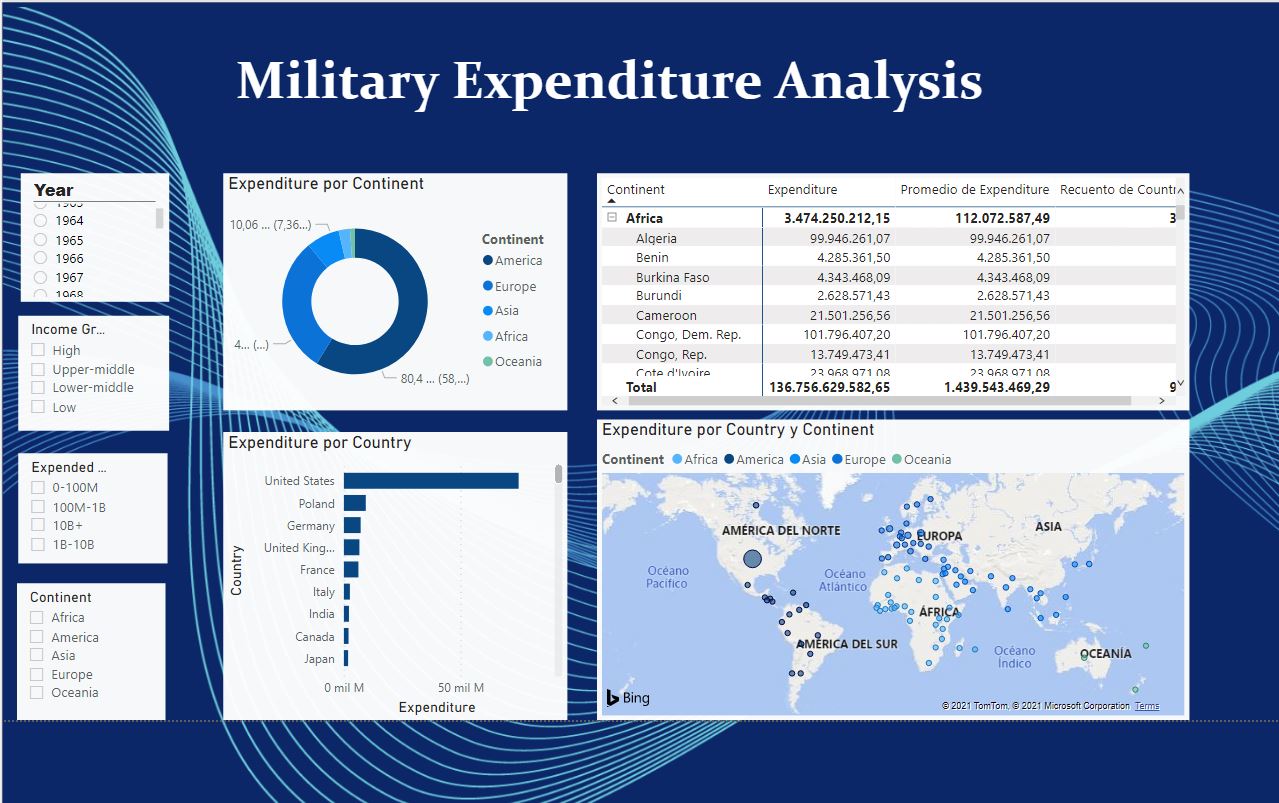 Military Expenditure Analysis
Year
1964
1965
1966
1967
1968
Income Gr...
High
Upper-middle
Lower-middle
Low
Expended ...
0-100M
100M-1B
10B+
1B-10B
Continent
Africa
America
Asia
Europe
Oceania
Expenditure por Continent
10,06 ... (7,36...)
4... (...)
80,4 ... (58,...)
Continent
America
Europe
Asia
Africa
Oceania
Expenditure por Country
Country
United States
Poland
Germany
United King...
France
Italy
India
Canada
Japan
0 mil M 50 mil M
Expenditure
Continent Expenditure Promedio de Expenditure Recuento de Countr
Africa 3.474.250.212,15 112.072.587,49 3
Algeria 99.946.261,07 99.946.261,07
Benin 4.285.361,50 4.285.361,50
Burkina Faso 4.343.468,09 4.343.468,09
Burundi 2.628.571,43 2.628.571,43
Cameroon 21.501.256,56 21.501.256,56
Congo, Dem. Rep. 101.796.407,20 101.796.407,20
Congo, Rep. 13.749.473,41 13.749.473,41
Cote d'Ivoire 23.968.971,08 23.968.971,08
Total 136.756.629.582,65 1.439.543.469,29 9
Expenditure por Country y Continent
Continent Africa America Asia Europe Oceania
AMÉRICA DEL NORTE
EUROPA
ASIA
Océano
Pacífico
Océano
Atlántico
ÁFRICA
AMÉRICA DEL SUR
Océano
Índico
OCEANÍA
Bing
© 2021 TomTom, © 2021 Microsoft Corporation Terms